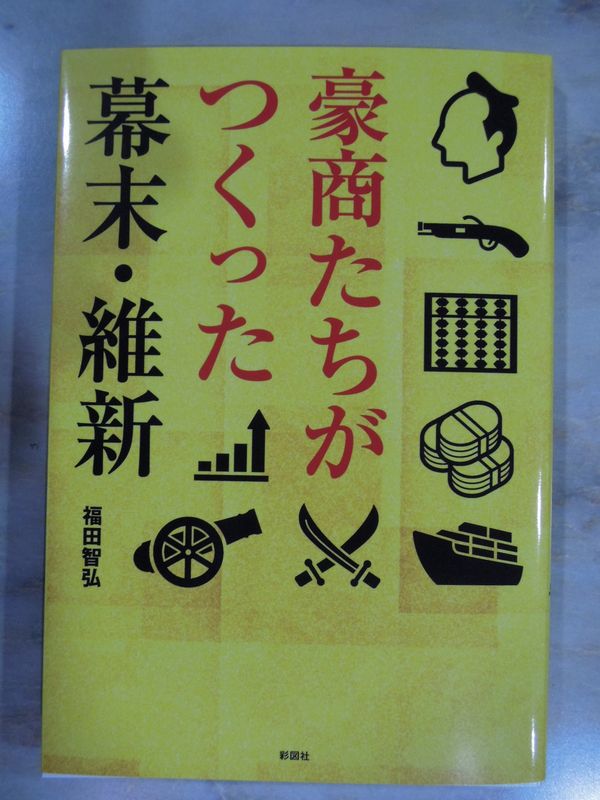 豪商たちが
つくった
幕末・維新
福田智弘
彩図社